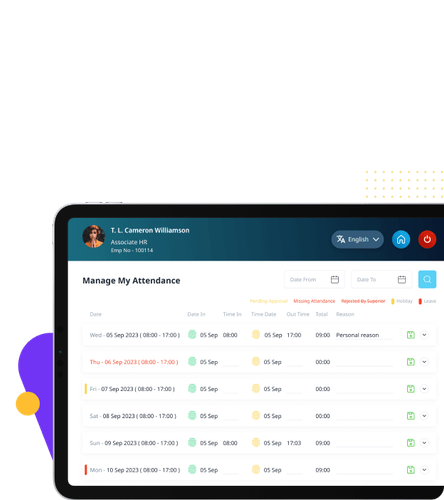 T. L. Cameron Williamson
Associate HR
Emp No - 100114
English
Manage My Attendance
Date From
Date To
Pending Approval Missing Attendance Rejected By Superior Holiday Leave
Date Date In Time In Time Date Out Time Total Reason
Wed - 05 Sep 2023 ( 08:00 - 17:00 ) 05 Sep 08:00 05 Sep 17:00 09:00 Personal reason
Thu - 06 Sep 2023 ( 08:00 - 17:00 ) 05 Sep 05 Sep 00:00
Fri - 07 Sep 2023 ( 08:00 - 17:00 ) 05 Sep 05 Sep 00:00
Sat - 08 Sep 2023 ( 08:00 - 17:00 ) 05 Sep 05 Sep 00:00
Sun - 09 Sep 2023 ( 08:00 - 17:00 ) 05 Sep 08:00 05 Sep 17:03 09:00
Mon - 10 Sep 2023 ( 08:00 - 17:00 ) 05 Sep 05 Sep 09:00